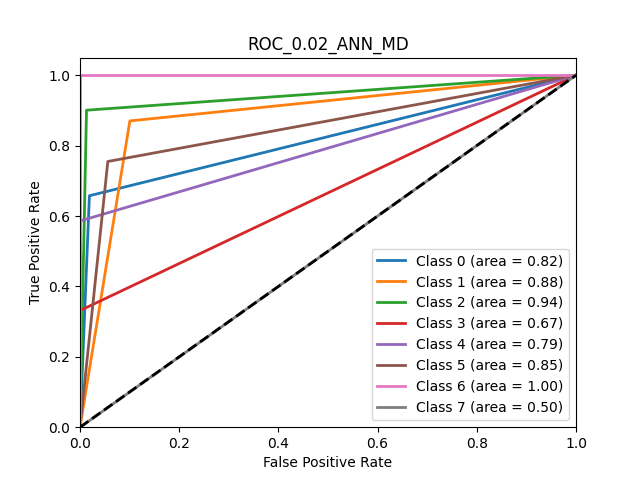 ROC_0.02_ANN_MD
1.0
0.8
0.6
0.4
0.2
0.0
True Positive Rate
Class 0 (area = 0.82)
Class 1 (area = 0.88)
Class 2 (area = 0.94)
Class 3 (area = 0.67)
Class 4 (area = 0.79)
Class 5 (area = 0.85)
Class 6 (area = 1.00)
Class 7 (area = 0.50)
0.0 0.2 0.4 0.6 0.8 1.0
False Positive Rate